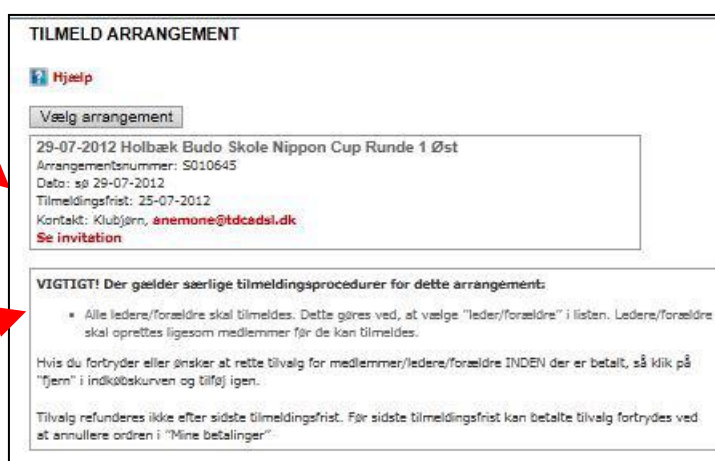 TILMELD ARRANGEMENT
Hjælp
Vælg arrangement
29-07-2012 Holbæk Budo Skole Nippon Cup Runde 1 Øst
Arrangementsnummer: S010645
Dato: sø 29-07-2012
Tilmeldingsfrist: 25-07-2012
Kontakt: Klubjørn, anemone@tdcadsl.dk
Se invitation
VIGTIGT! Der gælder særlige tilmeldingsprocedurer for dette arrangement:
• Alle ledere/forældre skal tilmeldes. Dette gøres ved, at vælge "leder/forældre" i listen. Ledere/forældre
skal oprettes ligesom medlemmer før de kan tilmeldes.
Hvis du fortryder eller ønsker at rette tilvalg for medlemmer/ledere/forældre INDEN der er betalt, så klik på
"fjern" i indkøbskurven og tilføj igen.
Tilvalg refunderes ikke efter sidste tilmeldingsfrist. Før sidste tilmeldingsfrist kan betalte tilvalg fortrydes ved
at annullere ordren i "Mine betalinger"